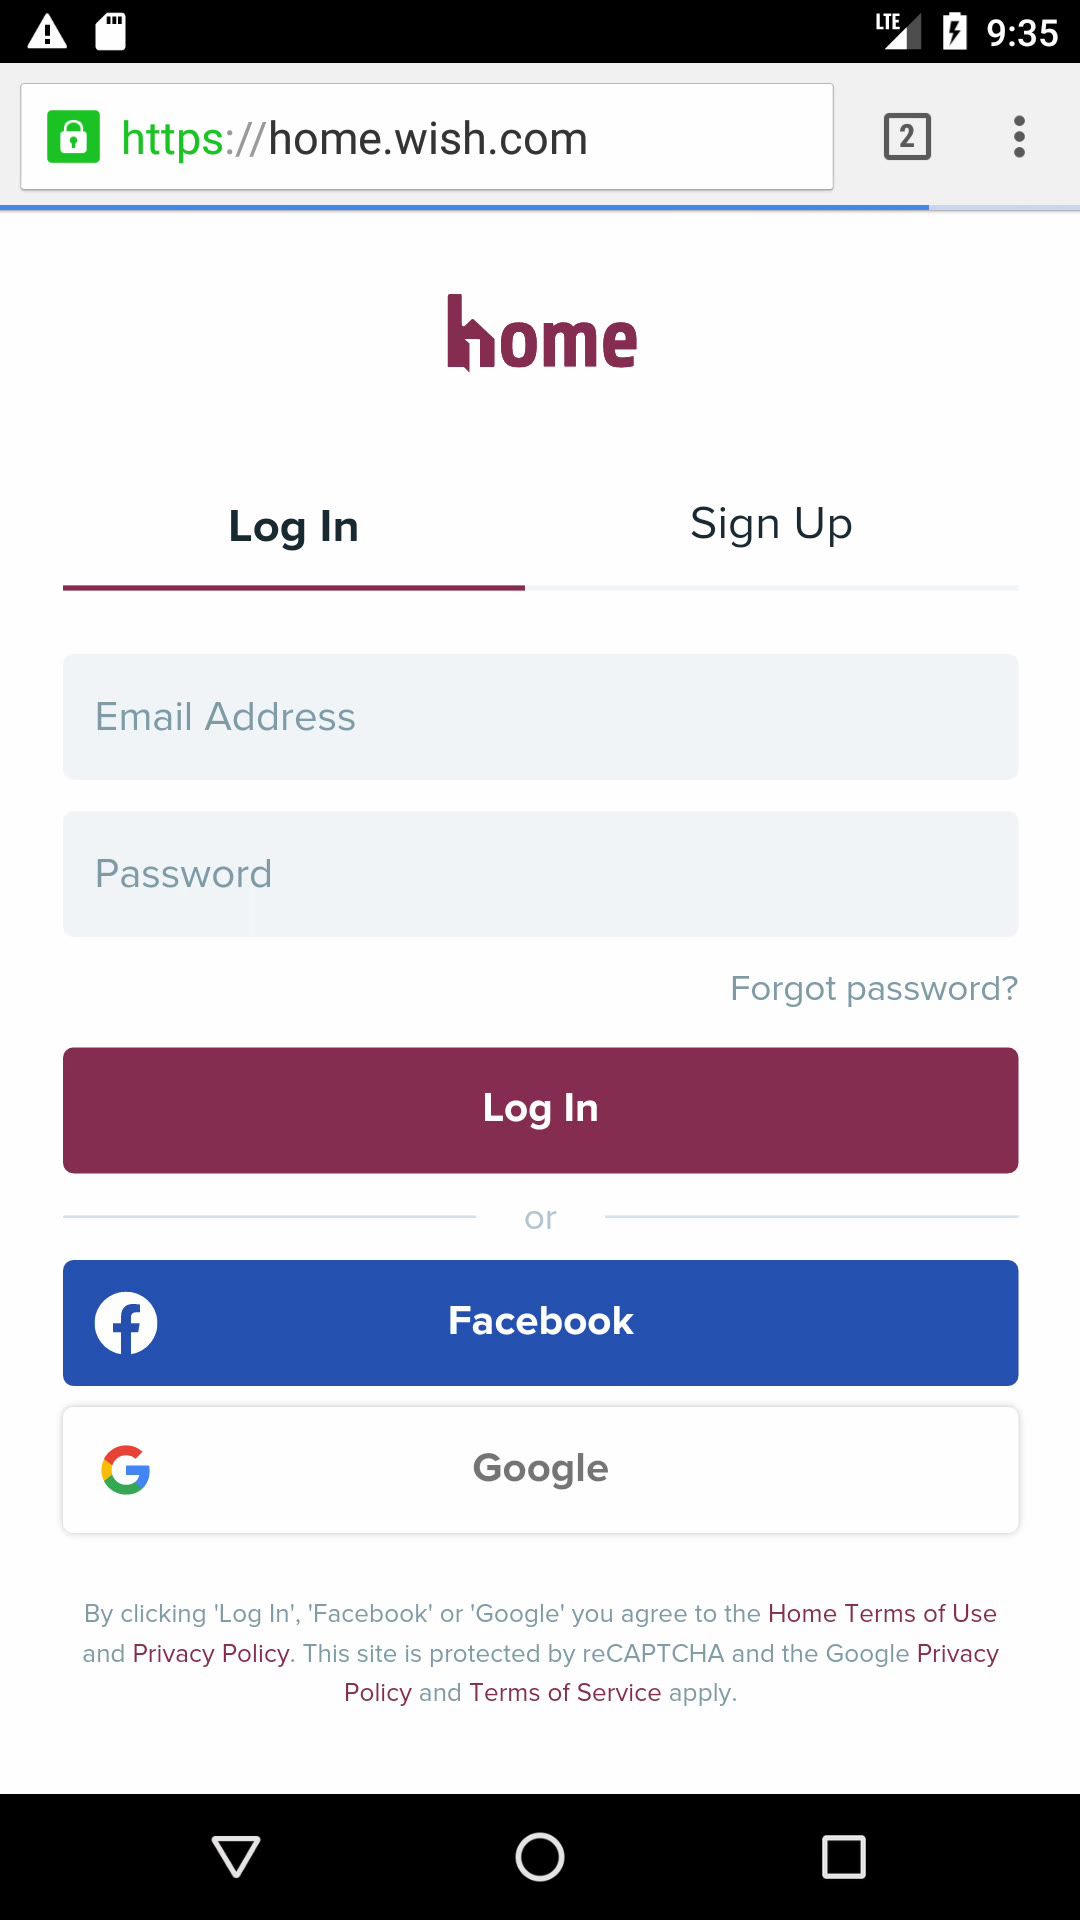 LTE 9:35
https://home.wish.com 2
home
Log In Sign Up
Email Address
Password
Forgot password?
Log In
or
Facebook
Google
By clicking 'Log In', 'Facebook' or 'Google' you agree to the Home Terms of Use
and Privacy Policy. This site is protected by reCAPTCHA and the Google Privacy
Policy and Terms of Service apply.